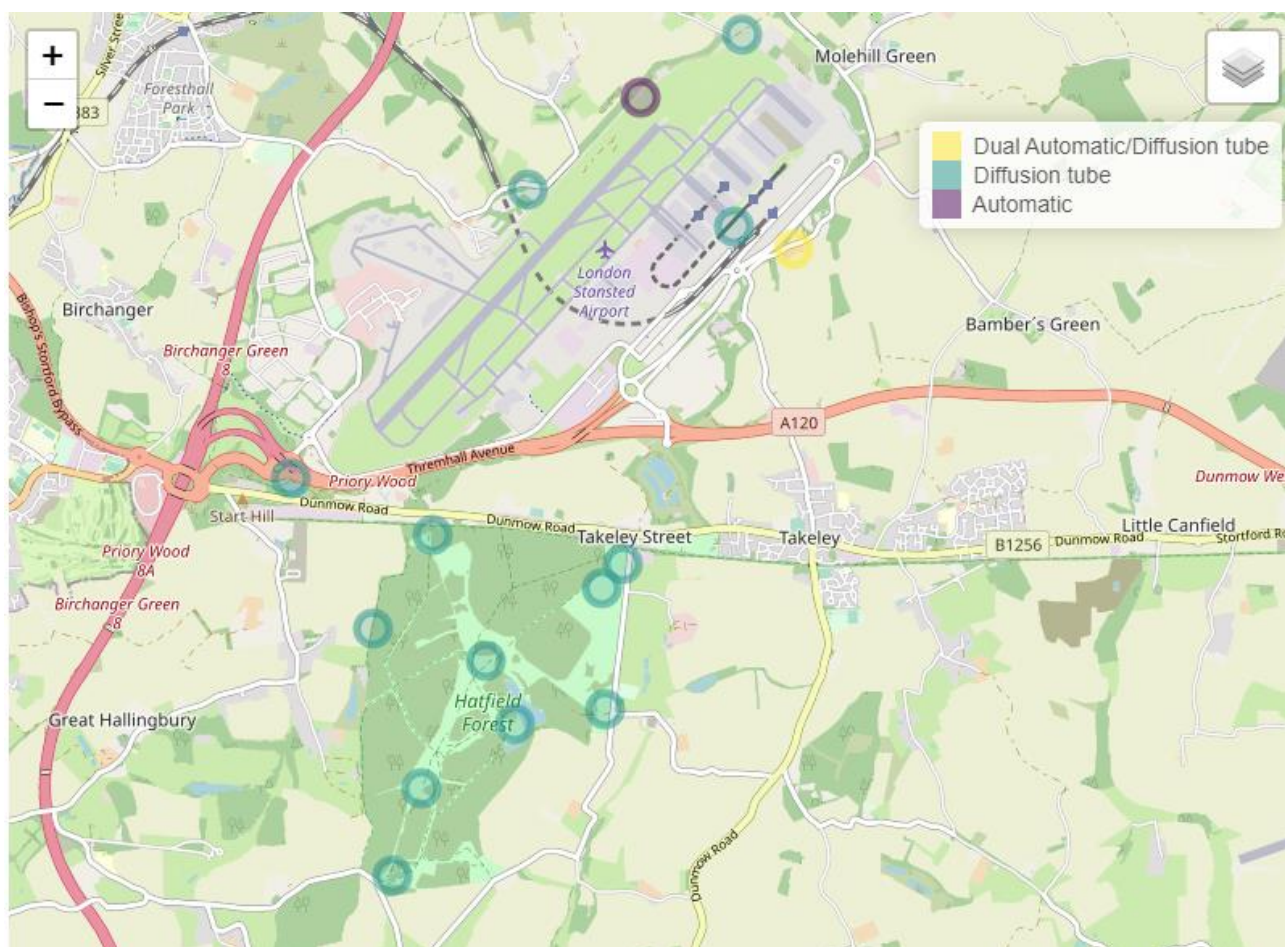 +
−
Silver Street
383
Foresthall
Park
Molehill Green
Dual Automatic/Diffusion tube
Diffusion tube
Automatic
London
Stansted
Airport
Birchanger
Bishop's Stortford Bypass
Birchanger Green
8
Bamber's Green
A120
Thremhall Avenue
Priory Wood
Dunmow We
Start Hill
Dunmow Road
Dunmow Road
Takeley Street
Takeley
Little Canfield
B1256
Dunmow Road
Stortford Ro
Priory Wood
8A
Birchanger Green
8
Hatfield
Forest
Great Hallingbury
Dunmow Road